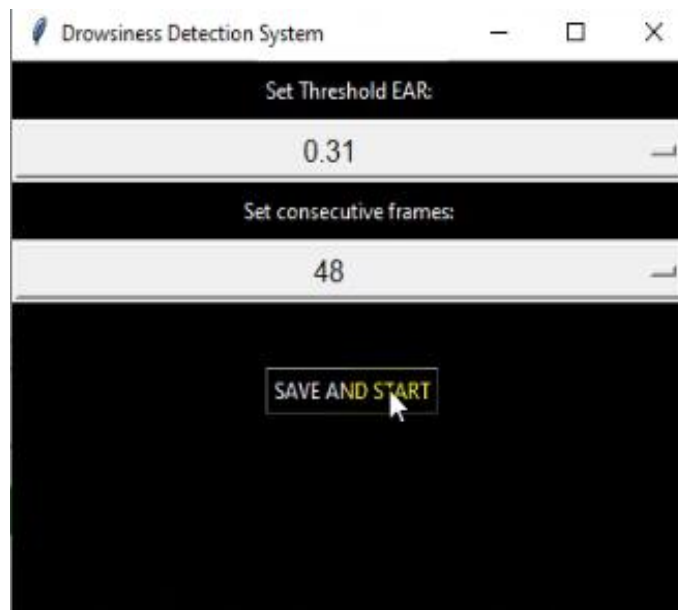 Drowsiness Detection System
Set Threshold EAR:
0.31
Set consecutive frames:
48
SAVE AND START